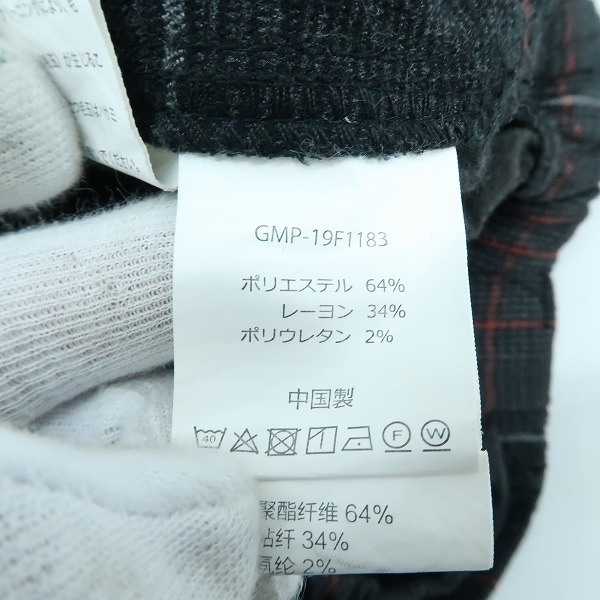 GMP-19F1183
ポリエステル 64%
レーヨン 34%
ポリウレタン 2%
中国製
40
F
W
聚酯纤维 64%
粘纤 34%
氨纶 2%